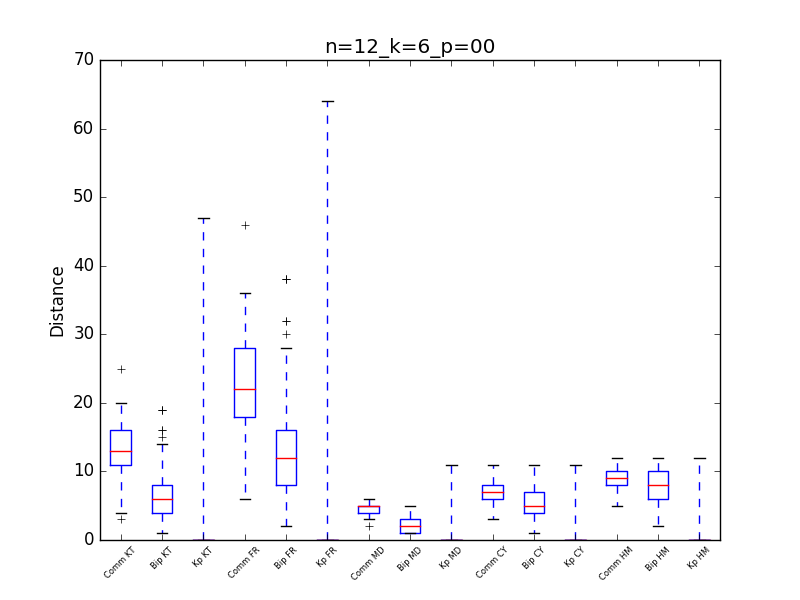 n=12_k=6_p=00
Distance
70
60
50
40
30
20
10
0
Comm KT
Bip KT
Kp KT
Comm FR
Bip FR
Kp FR
Comm MD
Bip MD
Kp MD
Comm CY
Bip CY
Kp CY
Comm HM
Bip HM
Kp HM